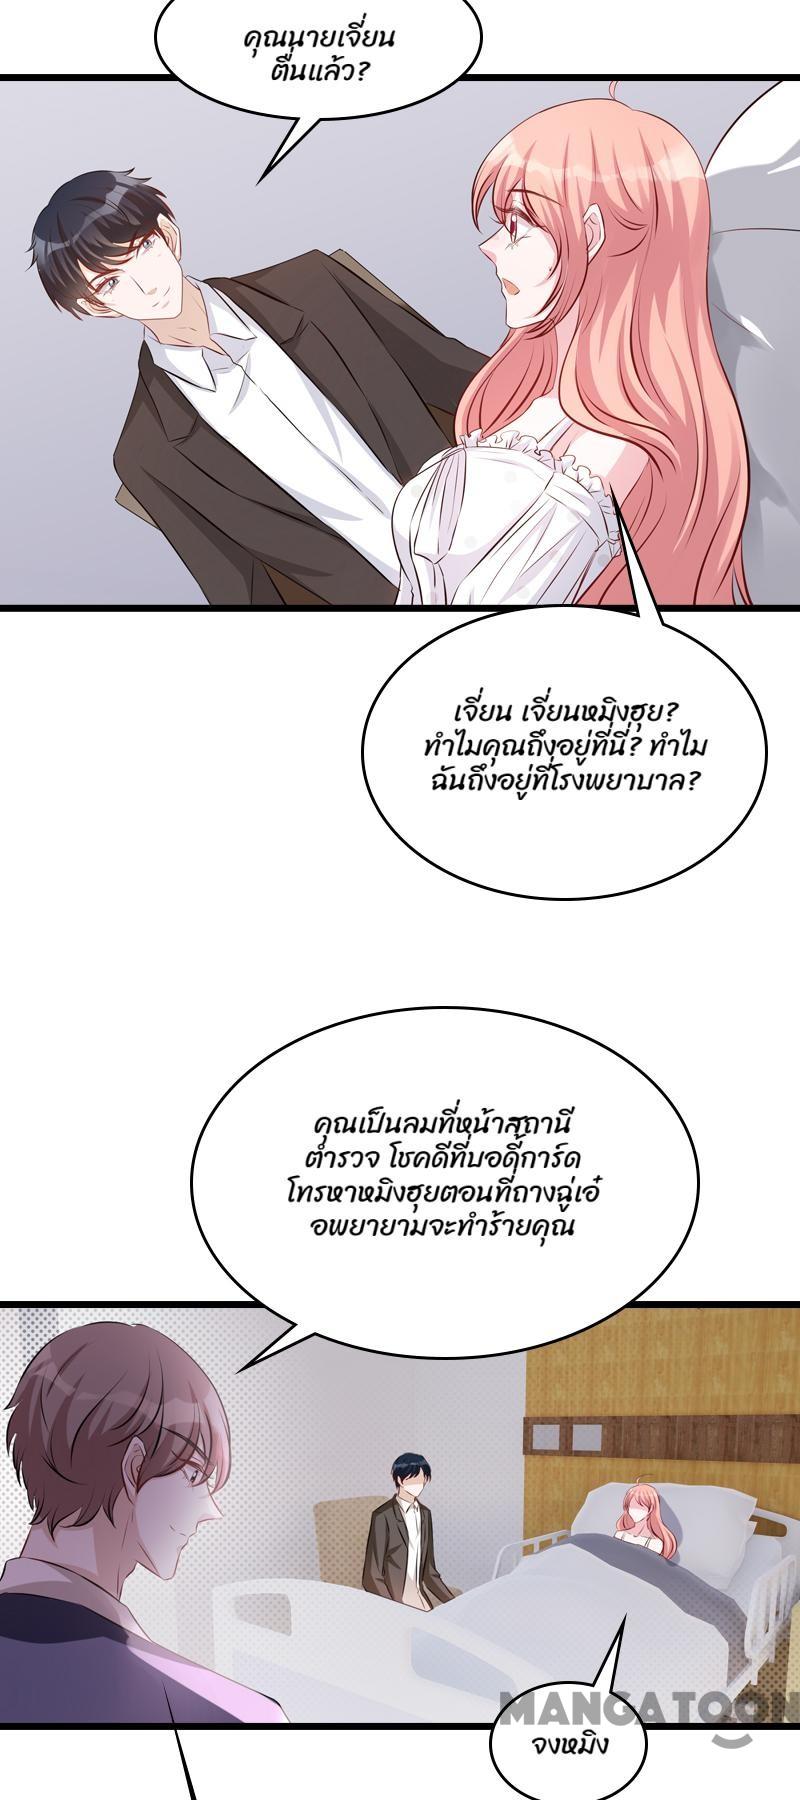 คุณนายเจี่ยน
ตื่นแล้ว?
เจี่ยน เจี่ยนหมิงฮุย?
ทำไมคุณถึงอยู่ที่นี่? ทำไม
ฉันถึงอยู่ที่โรงพยาบาล?
คุณเป็นลมที่หน้าสถานี
ตำรวจ โชคดีที่บอดี้การ์ด
โทรหาหมิงฮุยตอนที่ถางฉู่เอ๋
อพยายามจะทำร้ายคุณ
MANGATOON
จงหมิง